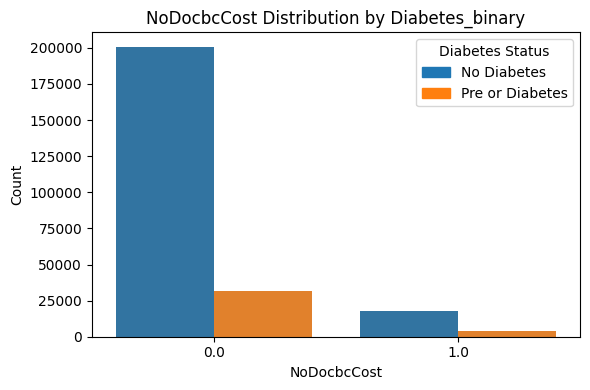 NoDocbcCost Distribution by Diabetes_binary
Diabetes Status
No Diabetes
Pre or Diabetes
200000
175000
150000
125000
100000
75000
50000
25000
0
Count
0.0
1.0
NoDocbcCost